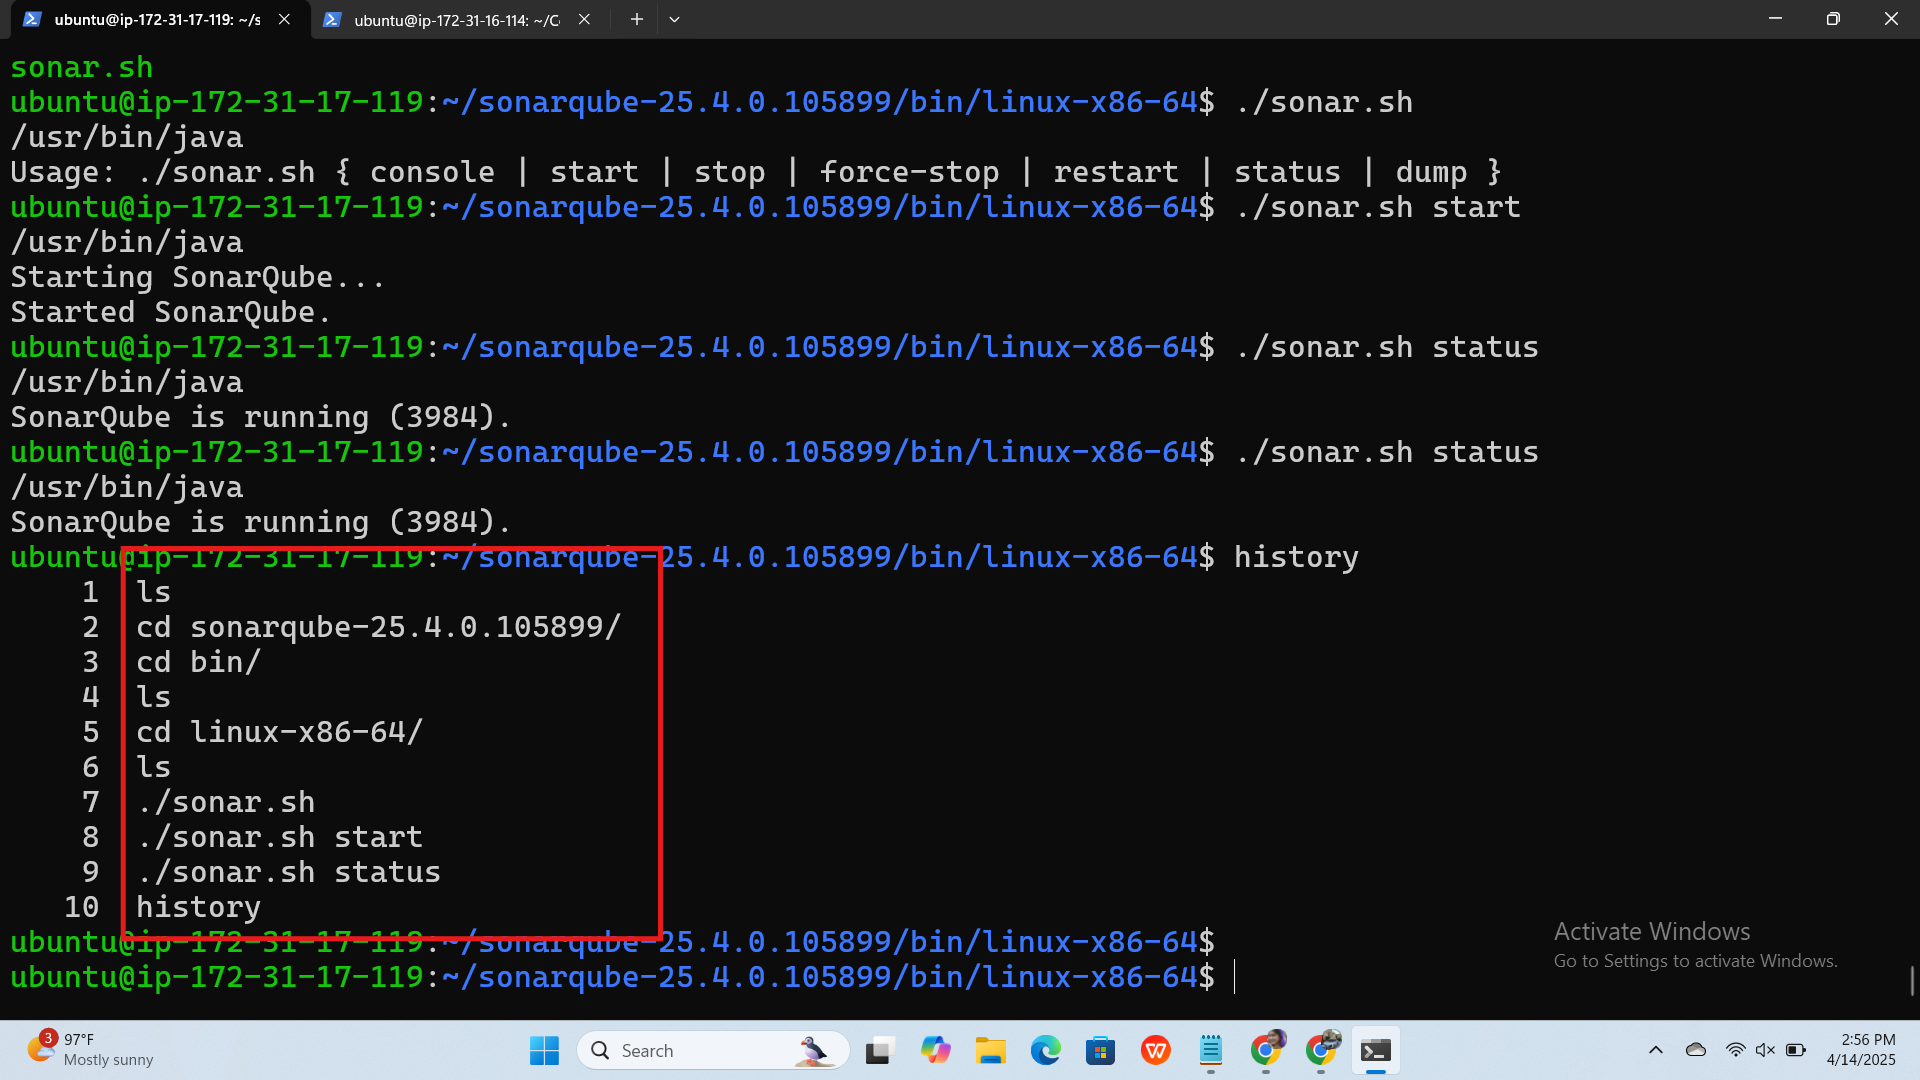 ubuntu@ip-172-31-17-119: ~/s
ubuntu@ip-172-31-16-114: ~/C
sonar.sh
ubuntu@ip-172-31-17-119:~/sonarqube-25.4.0.105899/bin/linux-x86-64$ ./sonar.sh
/usr/bin/java
Usage: ./sonar.sh { console | start | stop | force-stop | restart | status | dump }
ubuntu@ip-172-31-17-119:~/sonarqube-25.4.0.105899/bin/linux-x86-64$ ./sonar.sh start
/usr/bin/java
Starting SonarQube...
Started SonarQube.
ubuntu@ip-172-31-17-119:~/sonarqube-25.4.0.105899/bin/linux-x86-64$ ./sonar.sh status
/usr/bin/java
SonarQube is running (3984).
ubuntu@ip-172-31-17-119:~/sonarqube-25.4.0.105899/bin/linux-x86-64$ ./sonar.sh status
/usr/bin/java
SonarQube is running (3984).
ubuntu@ip-172-31-17-119:~/sonarqube-25.4.0.105899/bin/linux-x86-64$ history
1 ls
2 cd sonarqube-25.4.0.105899/
3 cd bin/
4 ls
5 cd linux-x86-64/
6 ls
7 ./sonar.sh
8 ./sonar.sh start
9 ./sonar.sh status
10 history
ubuntu@ip-172-31-17-119:~/sonarqube-25.4.0.105899/bin/linux-x86-64$
ubuntu@ip-172-31-17-119:~/sonarqube-25.4.0.105899/bin/linux-x86-64$
Activate Windows
Go to Settings to activate Windows.
3
97°F
Mostly sunny
Search
2:56 PM
4/14/2025